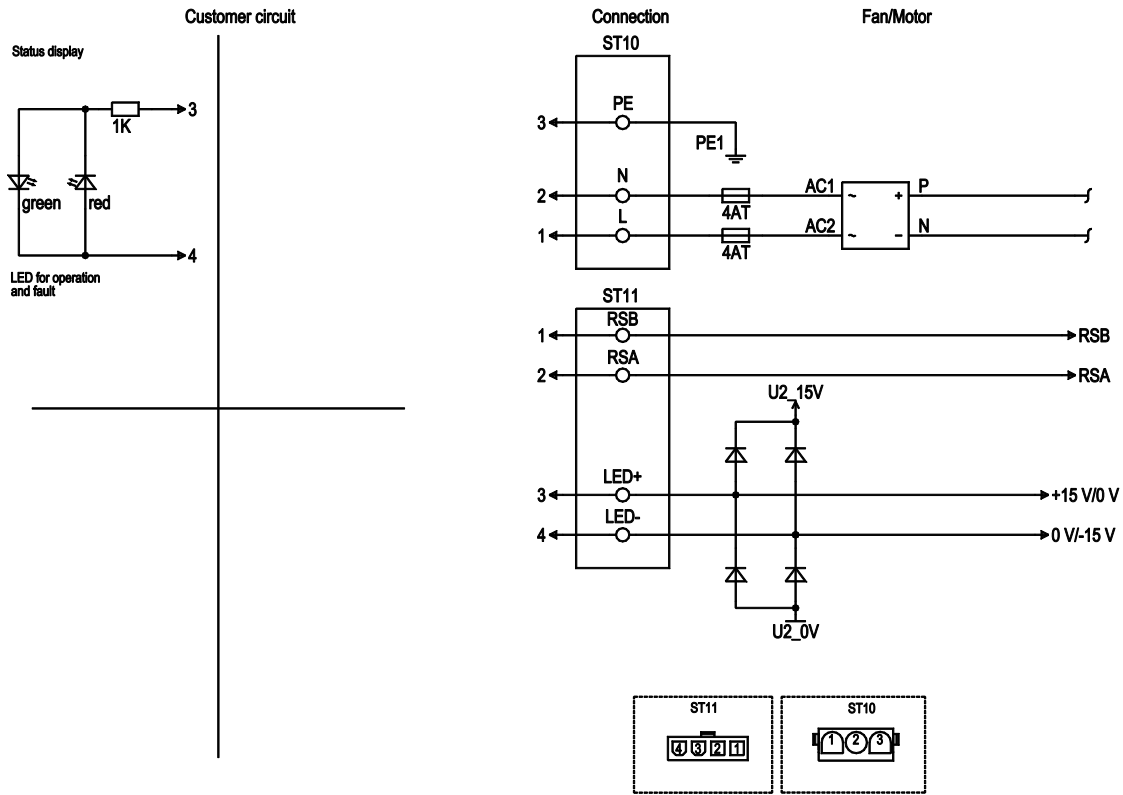 Customer circuit
Connection
Fan/Motor
Status display
3
1K
green
red
4
LED for operation
and fault
ST10
PE
3
PE1
N
2
4AT
AC1
~
+
P
L
1
4AT
AC2
~
-
N
ST11
RSB
1
RSB
RSA
2
RSA
U2_15V
LED+
3
+15 V/0 V
LED-
4
0 V/-15 V
U2_0V
ST11
4 3 2 1
ST10
1 2 3